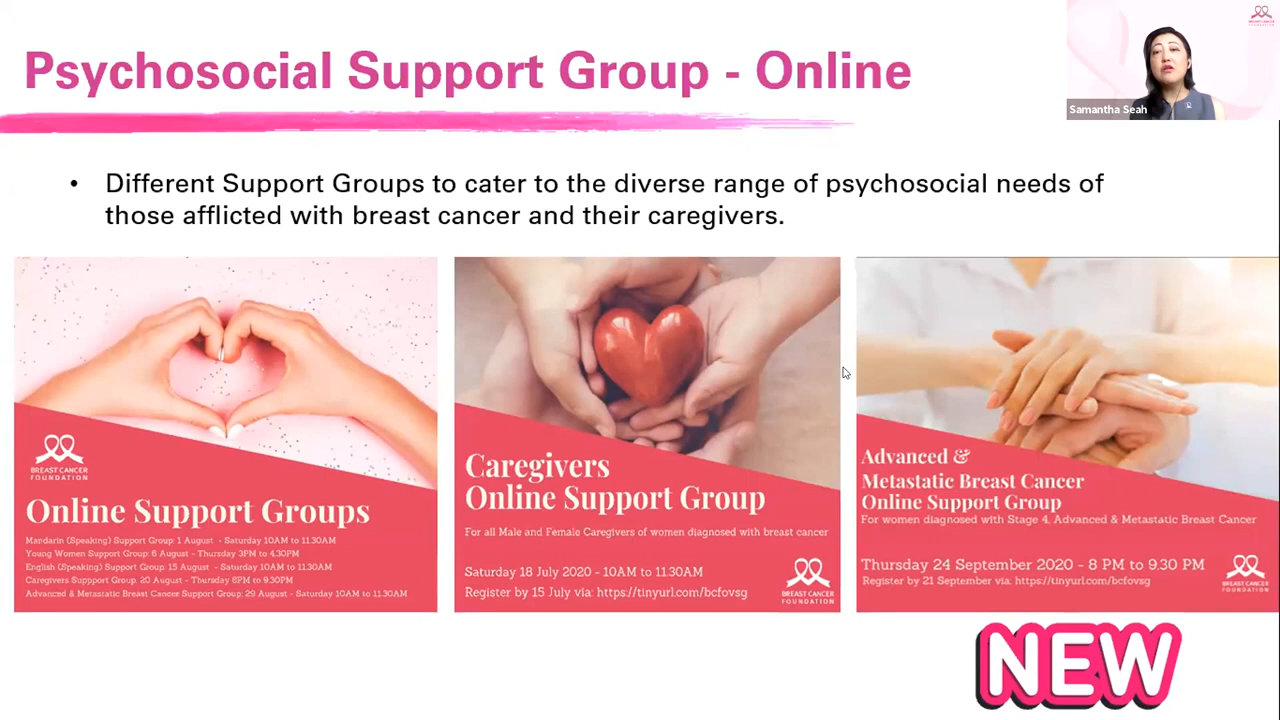 Psychosocial Support Group - Online
BREAST CANCER
FOUNDATION
Samantha Seah
• Different Support Groups to cater to the diverse range of psychosocial needs of
those afflicted with breast cancer and their caregivers.
BREAST CANCER
FOUNDATION
Online Support Groups
Mandarin (Speaking) Support Group: 1 August - Saturday 10AM to 11.30AM
Young Women Support Group: 6 August - Thursday 3PM to 4.30PM
English (Speaking) Support Group: 15 August - Saturday 10AM to 11.30AM
Caregivers Suppport Group: 20 August - Thursday 8PM to 9.30PM
Advanced & Metastatic Breast Cancer Support Group: 29 August - Saturday 10AM to 11.30AM
Caregivers
Online Support Group
For all Male and Female Caregivers of women diagnosed with breast cancer
Saturday 18 July 2020 - 10AM to 11.30AM
Register by 15 July via: https://tinyurl.com/bcfovsg
BREAST CANCER
FOUNDATION
Advanced &
Metastatic Breast Cancer
Online Support Group
For women diagnosed with Stage 4, Advanced & Metastatic Breast Cancer
Thursday 24 September 2020 - 8 PM to 9.30 PM
Register by 21 September via: https://tinyurl.com/bcfovsg
BREAST CANCER
FOUNDATION
NEW